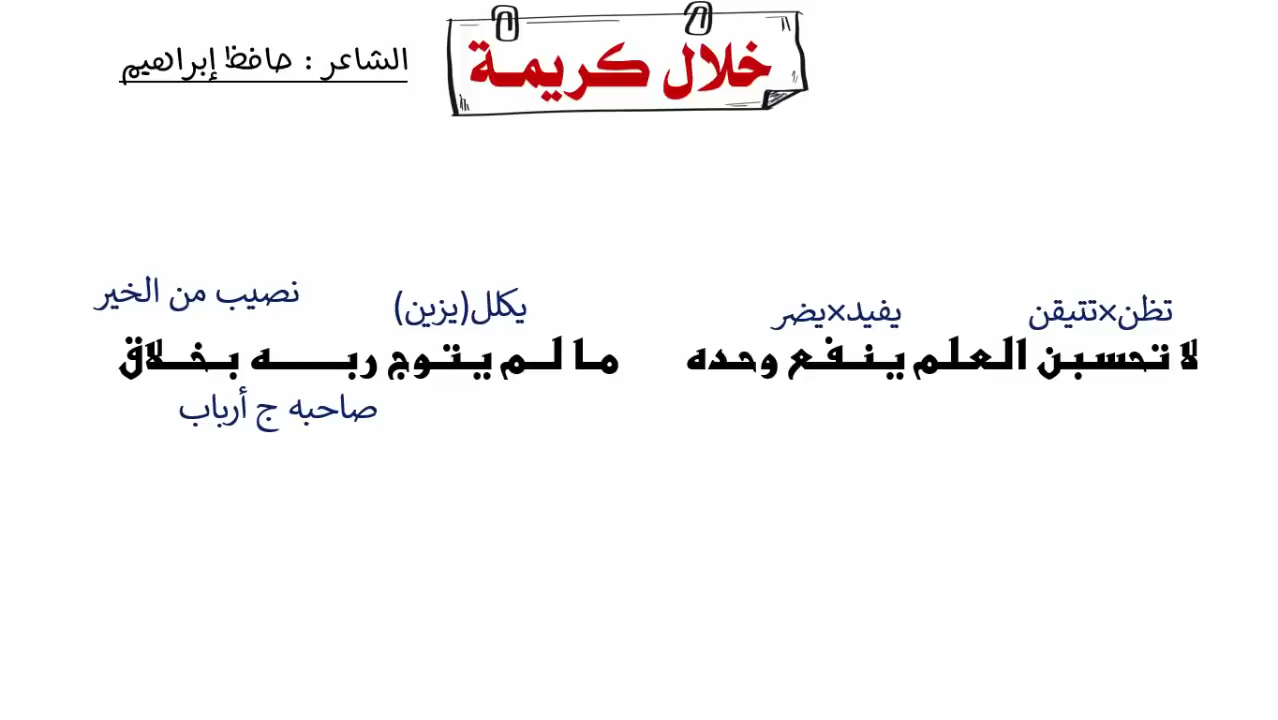 خلال كريمة
الشاعر : حافظ إبراهيم
تظن×تتيقن يفيد×يضر يكلل(يزين) نصيب من الخير
لا تحسبن العلم ينفع وحده ما لم يتوج ربه بخلاق
صاحبه ج أرباب